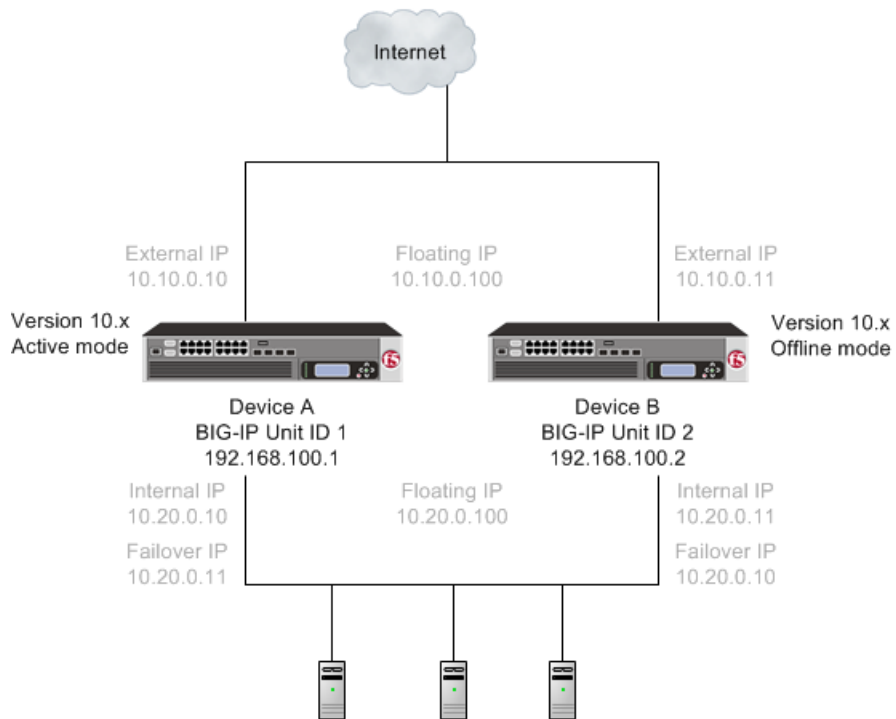 Internet
External IP
10.10.0.10
Floating IP
10.10.0.100
External IP
10.10.0.11
Version 10.x
Active mode
f5
f5
Version 10.x
Offline mode
Device A
BIG-IP Unit ID 1
192.168.100.1
Device B
BIG-IP Unit ID 2
192.168.100.2
Internal IP
10.20.0.10
Floating IP
10.20.0.100
Internal IP
10.20.0.11
Failover IP
10.20.0.11
Failover IP
10.20.0.10